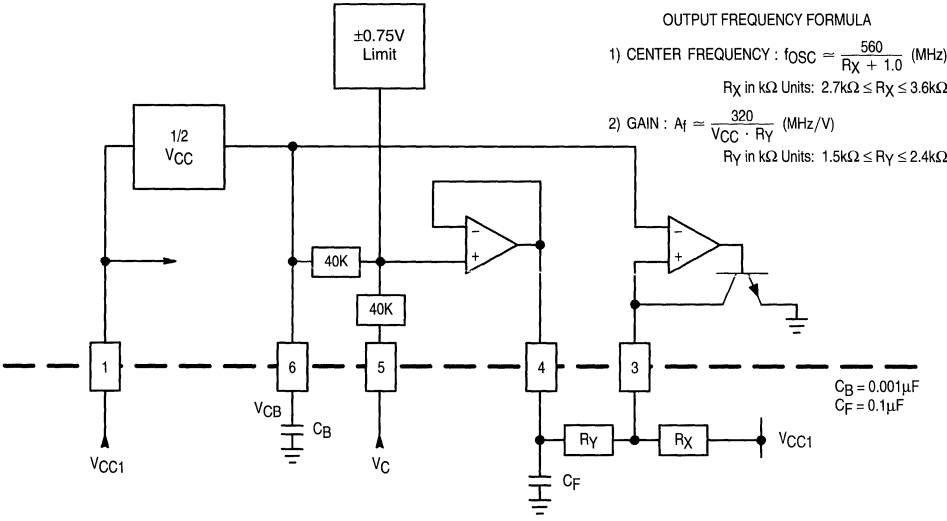 OUTPUT FREQUENCY FORMULA
1) CENTER FREQUENCY : fOSC ≃ 560 / RX + 1.0 (MHz)
RX in kΩ Units: 2.7kΩ ≤ RX ≤ 3.6kΩ
2) GAIN : Af ≃ 320 / VCC · RY (MHz/V)
RY in kΩ Units: 1.5kΩ ≤ RY ≤ 2.4kΩ
±0.75V
Limit
1/2
VCC
−
+
−
+
40K
40K
1
6
5
4
3
CB = 0.001μF
CF = 0.1μF
VCB
CB
VCC1
VC
RY
RX
VCC1
CF